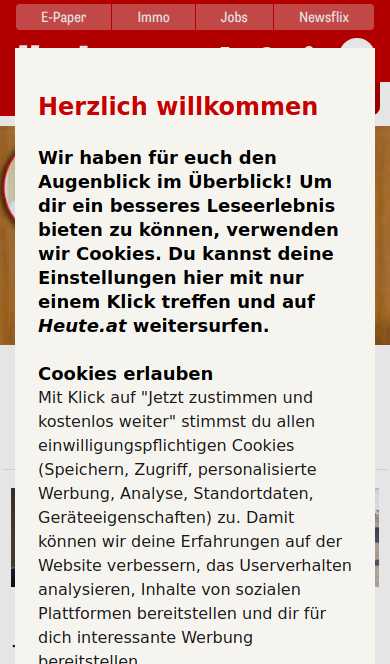 E-Paper Immo Jobs Newsflix
Herzlich willkommen
Wir haben für euch den
Augenblick im Überblick! Um
dir ein besseres Leseerlebnis
bieten zu können, verwenden
wir Cookies. Du kannst deine
Einstellungen hier mit nur
einem Klick treffen und auf
Heute.at weitersurfen.
Cookies erlauben
Mit Klick auf "Jetzt zustimmen und
kostenlos weiter" stimmst du allen
einwilligungspflichtigen Cookies
(Speichern, Zugriff, personalisierte
Werbung, Analyse, Standortdaten,
Geräteeigenschaften) zu. Damit
können wir deine Erfahrungen auf der
Website verbessern, das Userverhalten
analysieren, Inhalte von sozialen
Plattformen bereitstellen und dir für
dich interessante Werbung
bereitstellen